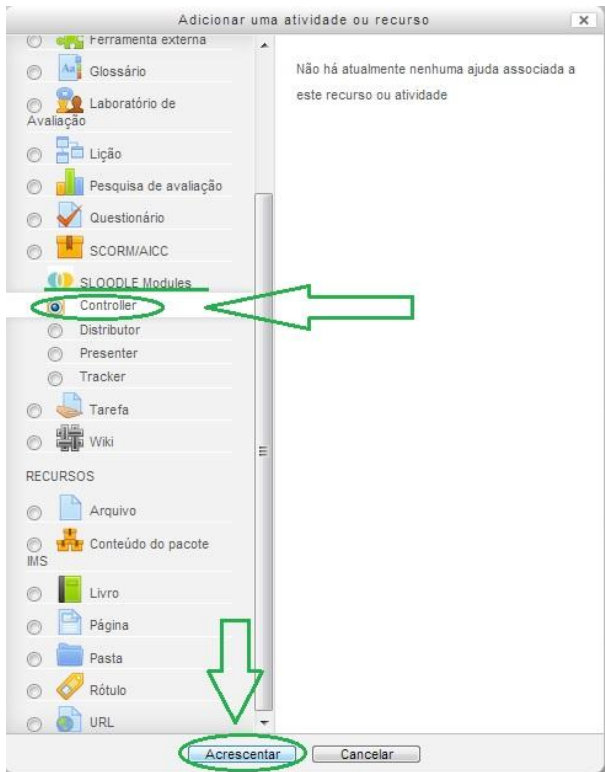 Adicionar uma atividade ou recurso
Ferramenta externa
Glossário
Laboratório de
Avaliação
Lição
Pesquisa de avaliação
Questionário
SCORM/AICC
SLOODLE Modules
Controller
Distributor
Presenter
Tracker
Tarefa
Wiki
RECURSOS
Arquivo
Conteúdo do pacote
IMS
Livro
Página
Pasta
Rótulo
URL
Não há atualmente nenhuma ajuda associada a
este recurso ou atividade
Acrescentar
Cancelar